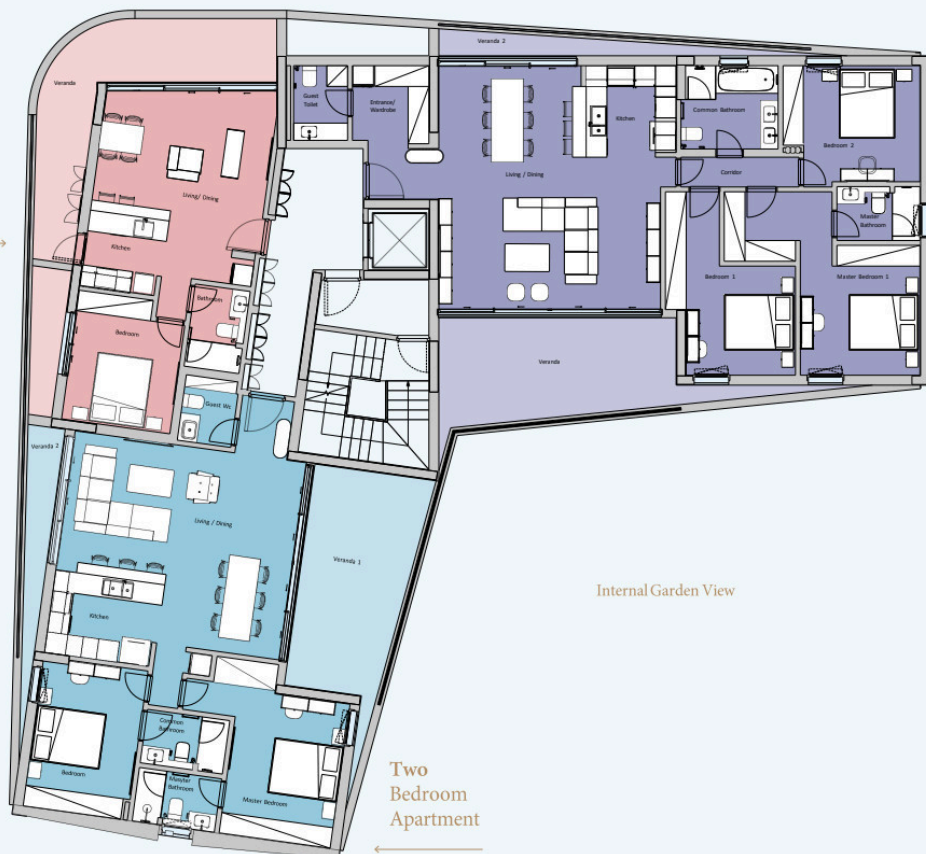 Veranda 2
Veranda
Guest
Toilet
Entrance/
Wardrobe
Kitchen
Common Bathroom
Bedroom 2
Living / Dining
Corridor
Living/ Dining
Master
Bathroom
Kitchen
Bedroom 1
Master Bedroom 1
Bathroom
Bedroom
Veranda
Guest Wc
Veranda 2
Living / Dining
Veranda 1
Internal Garden View
Kitchen
Common
Bathroom
Bedroom
Master
Bathroom
Master Bedroom
Two
Bedroom
Apartment